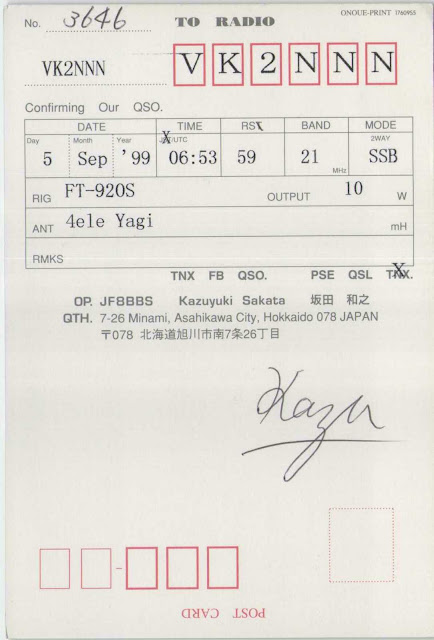 ONOUE-PRINT 1760955
No. 3646 TO RADIO
VK2NNN VK2NNN
Confirming Our QSO.
DATE TIME RST BAND MODE
Day Month Year JST/UTC 2WAY
5 Sep '99 06:53 59 21 MHz SSB
RIG FT-920S OUTPUT 10 W
ANT 4ele Yagi mH
RMKS
TNX FB QSO. PSE QSL TNX.
OP. JF8BBS Kazuyuki Sakata 坂田 和之
QTH. 7-26 Minami, Asahikawa City, Hokkaido 078 JAPAN
〒078 北海道旭川市南7条26丁目
Kazu
POST CARD